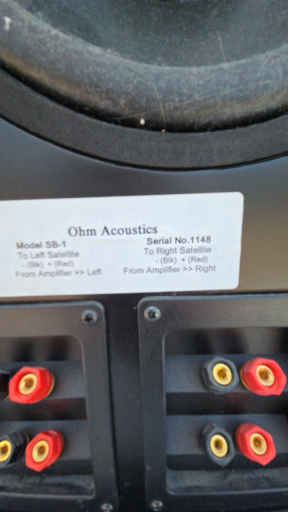 Ohm Acoustics
Model SB-1 Serial No.1148
To Left Satellite To Right Satellite
- (Blk) + (Red) - (Blk) + (Red)
From Amplifier >> Left From Amplifier >> Right